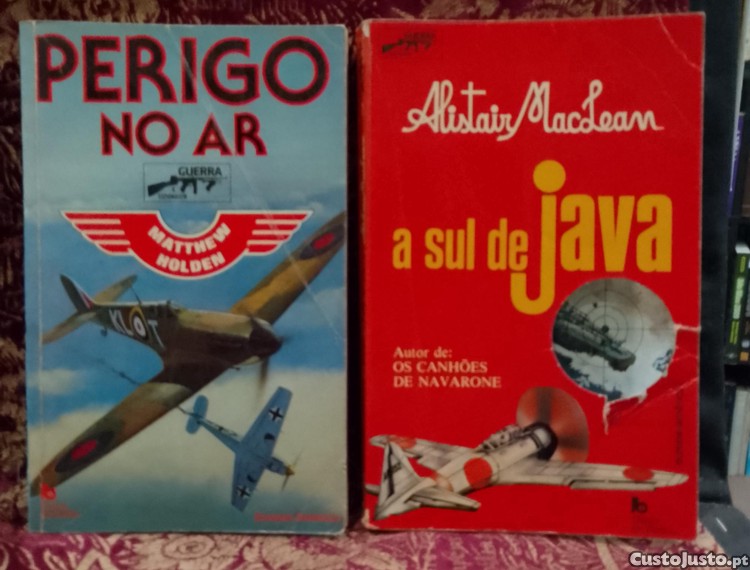 PERIGO
NO AR
GUERRA
MATTHEW
HOLDEN
KL T
Alistair MacLean
a sul de java
Autor de:
OS CANHÕES
DE NAVARONE
CustoJusto.pt